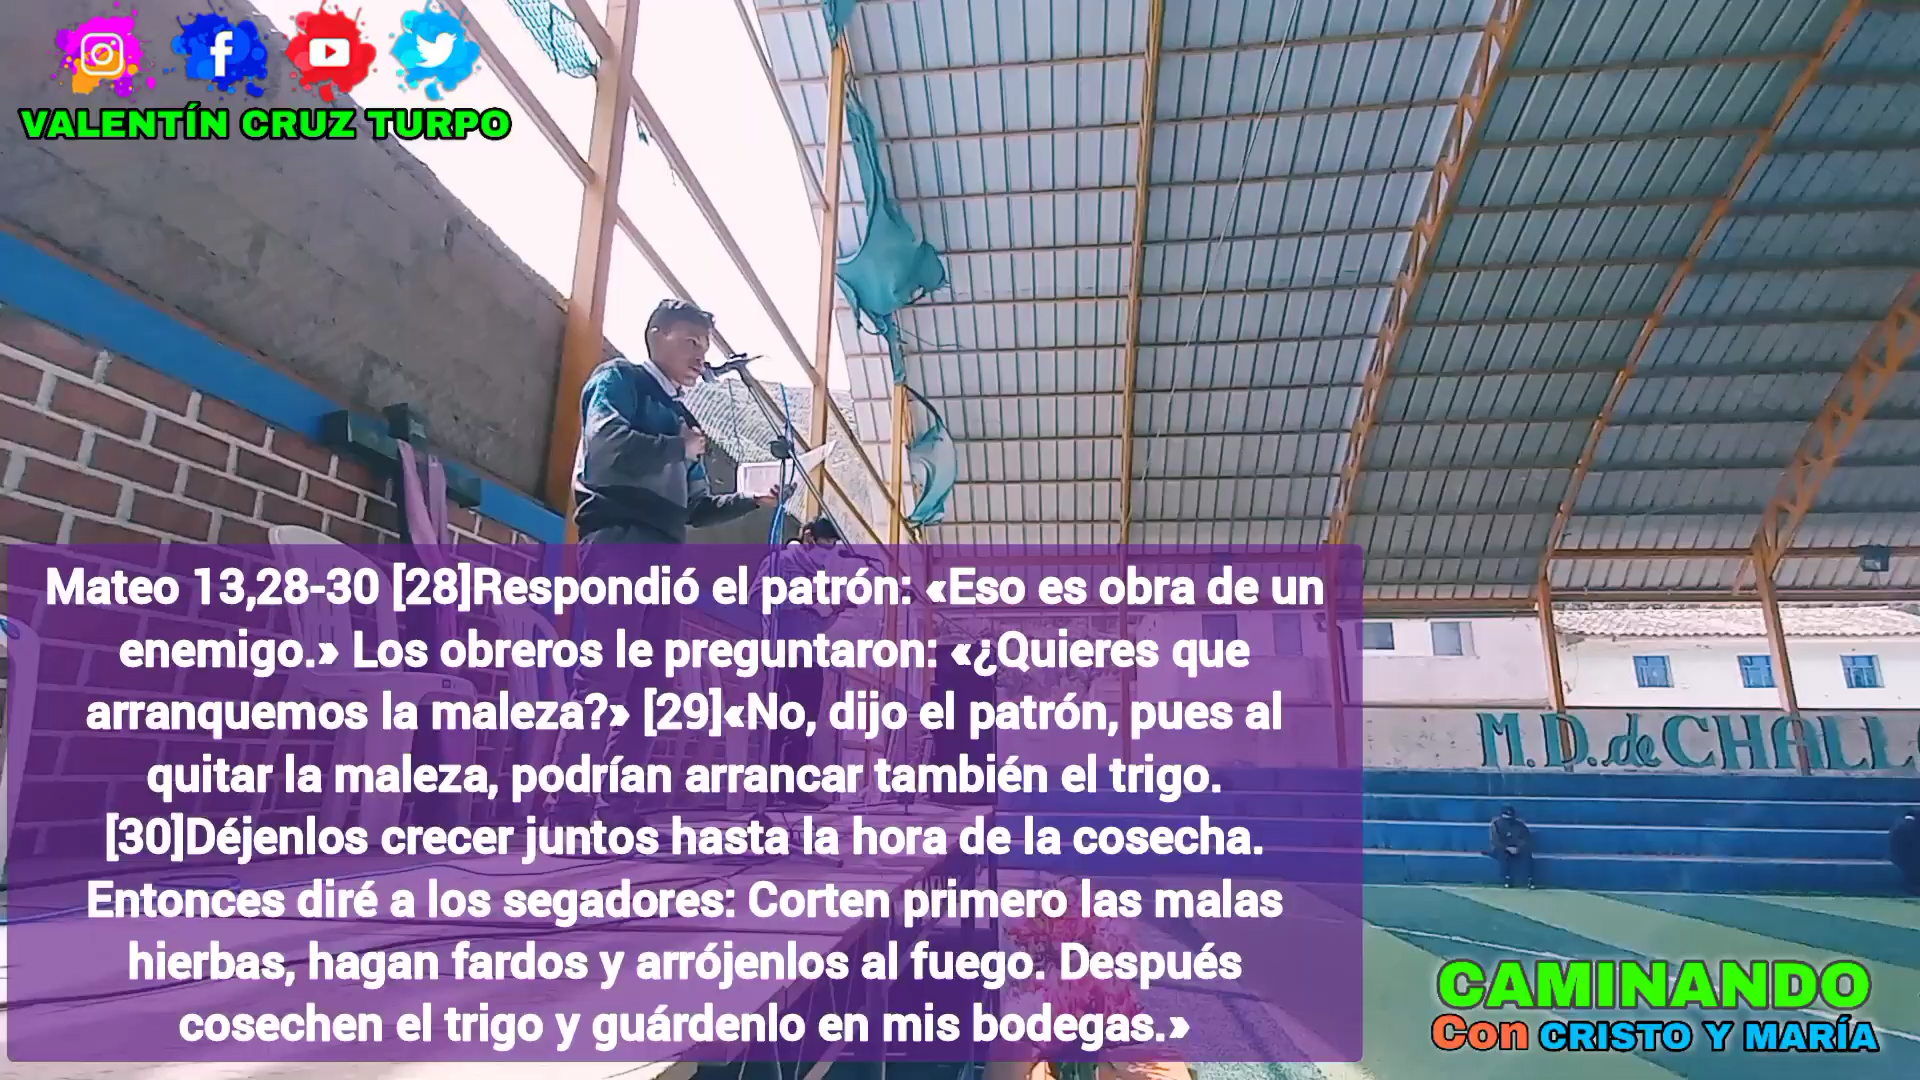 VALENTÍN CRUZ TURPO
Mateo 13,28-30 [28]Respondió el patrón: «Eso es obra de un
enemigo.» Los obreros le preguntaron: «¿Quieres que
arranquemos la maleza?» [29]«No, dijo el patrón, pues al
quitar la maleza, podrían arrancar también el trigo.
[30]Déjenlos crecer juntos hasta la hora de la cosecha.
Entonces diré a los segadores: Corten primero las malas
hierbas, hagan fardos y arrójenlos al fuego. Después
cosechen el trigo y guárdenlo en mis bodegas.»
M.D. de CHALL
CAMINANDO
Con CRISTO Y MARÍA